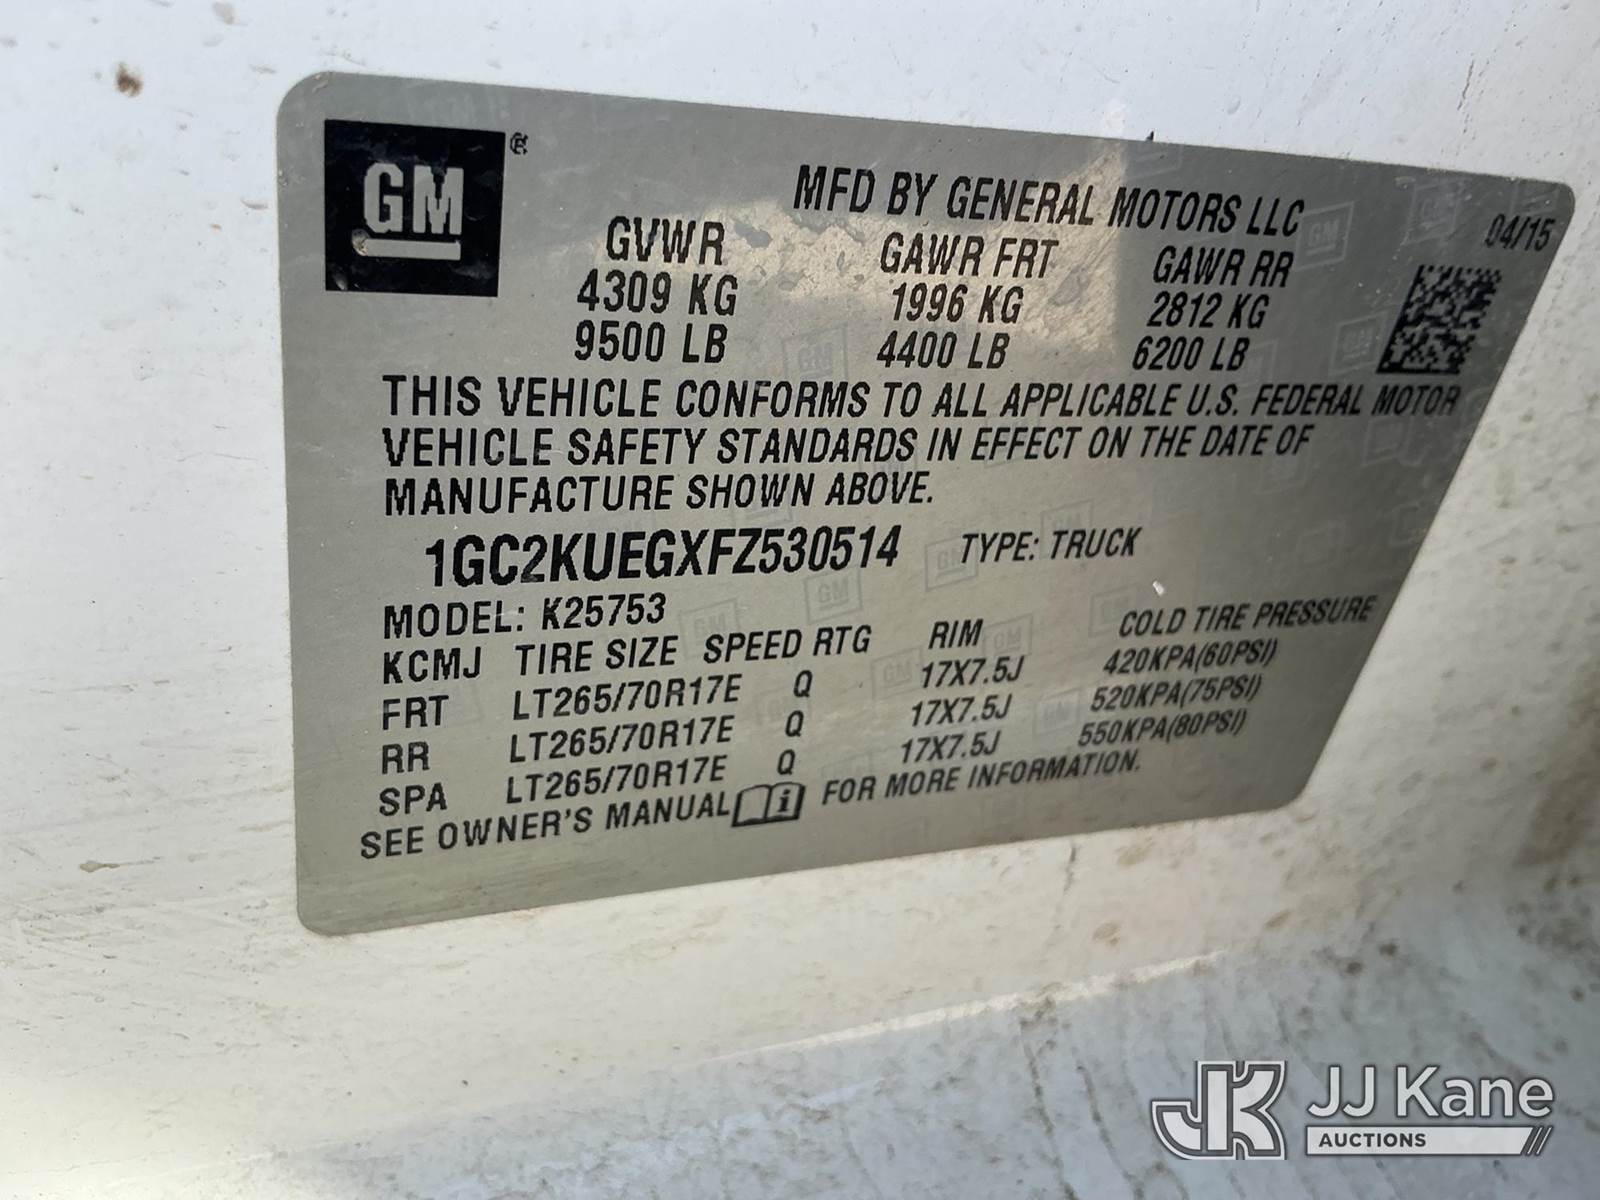 GM®
MFD BY GENERAL MOTORS LLC
04/15
GVWR GAWR FRT GAWR RR
4309 KG 1996 KG 2812 KG
9500 LB 4400 LB 6200 LB
THIS VEHICLE CONFORMS TO ALL APPLICABLE U.S. FEDERAL MOTOR
VEHICLE SAFETY STANDARDS IN EFFECT ON THE DATE OF
MANUFACTURE SHOWN ABOVE.
1GC2KUEGXFZ530514 TYPE: TRUCK
MODEL: K25753
KCMJ TIRE SIZE SPEED RTG RIM COLD TIRE PRESSURE
FRT LT265/70R17E Q 17X7.5J 420KPA(60PSI)
RR LT265/70R17E Q 17X7.5J 520KPA(75PSI)
SPA LT265/70R17E Q 17X7.5J 550KPA(80PSI)
SEE OWNER'S MANUAL FOR MORE INFORMATION.
JK JJ Kane
AUCTIONS